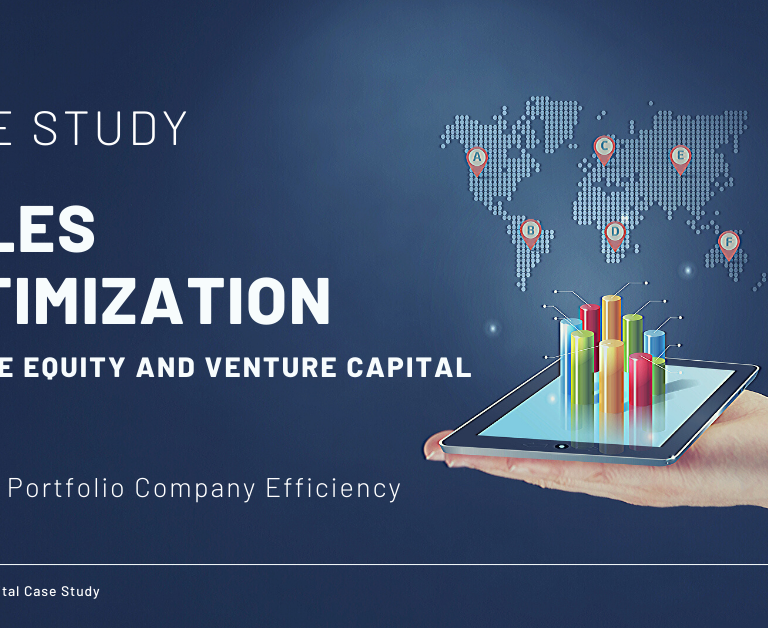 E STUDY
LES
TIMIZATION
E EQUITY AND VENTURE CAPITAL
Portfolio Company Efficiency
tal Case Study
A
B
C
D
E
F